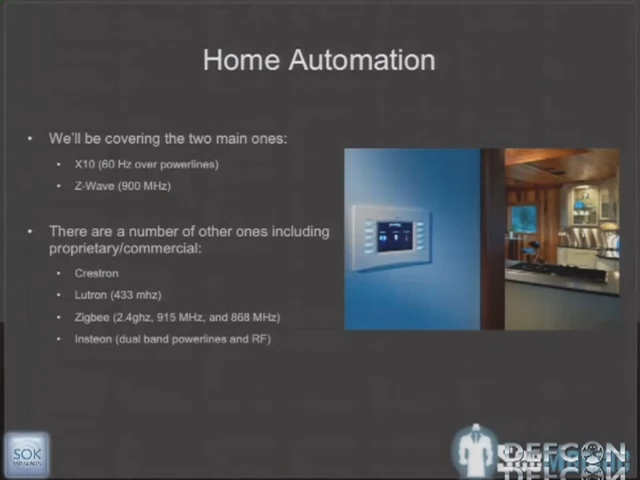 Home Automation
• We'll be covering the two main ones:
• X10 (60 Hz over powerlines)
• Z-Wave (900 MHz)
• There are a number of other ones including
proprietary/commercial:
• Crestron
• Lutron (433 mhz)
• Zigbee (2.4ghz, 915 MHz, and 868 MHz)
• Insteon (dual band powerlines and RF)
SOK
PRESENTS
DEFCON